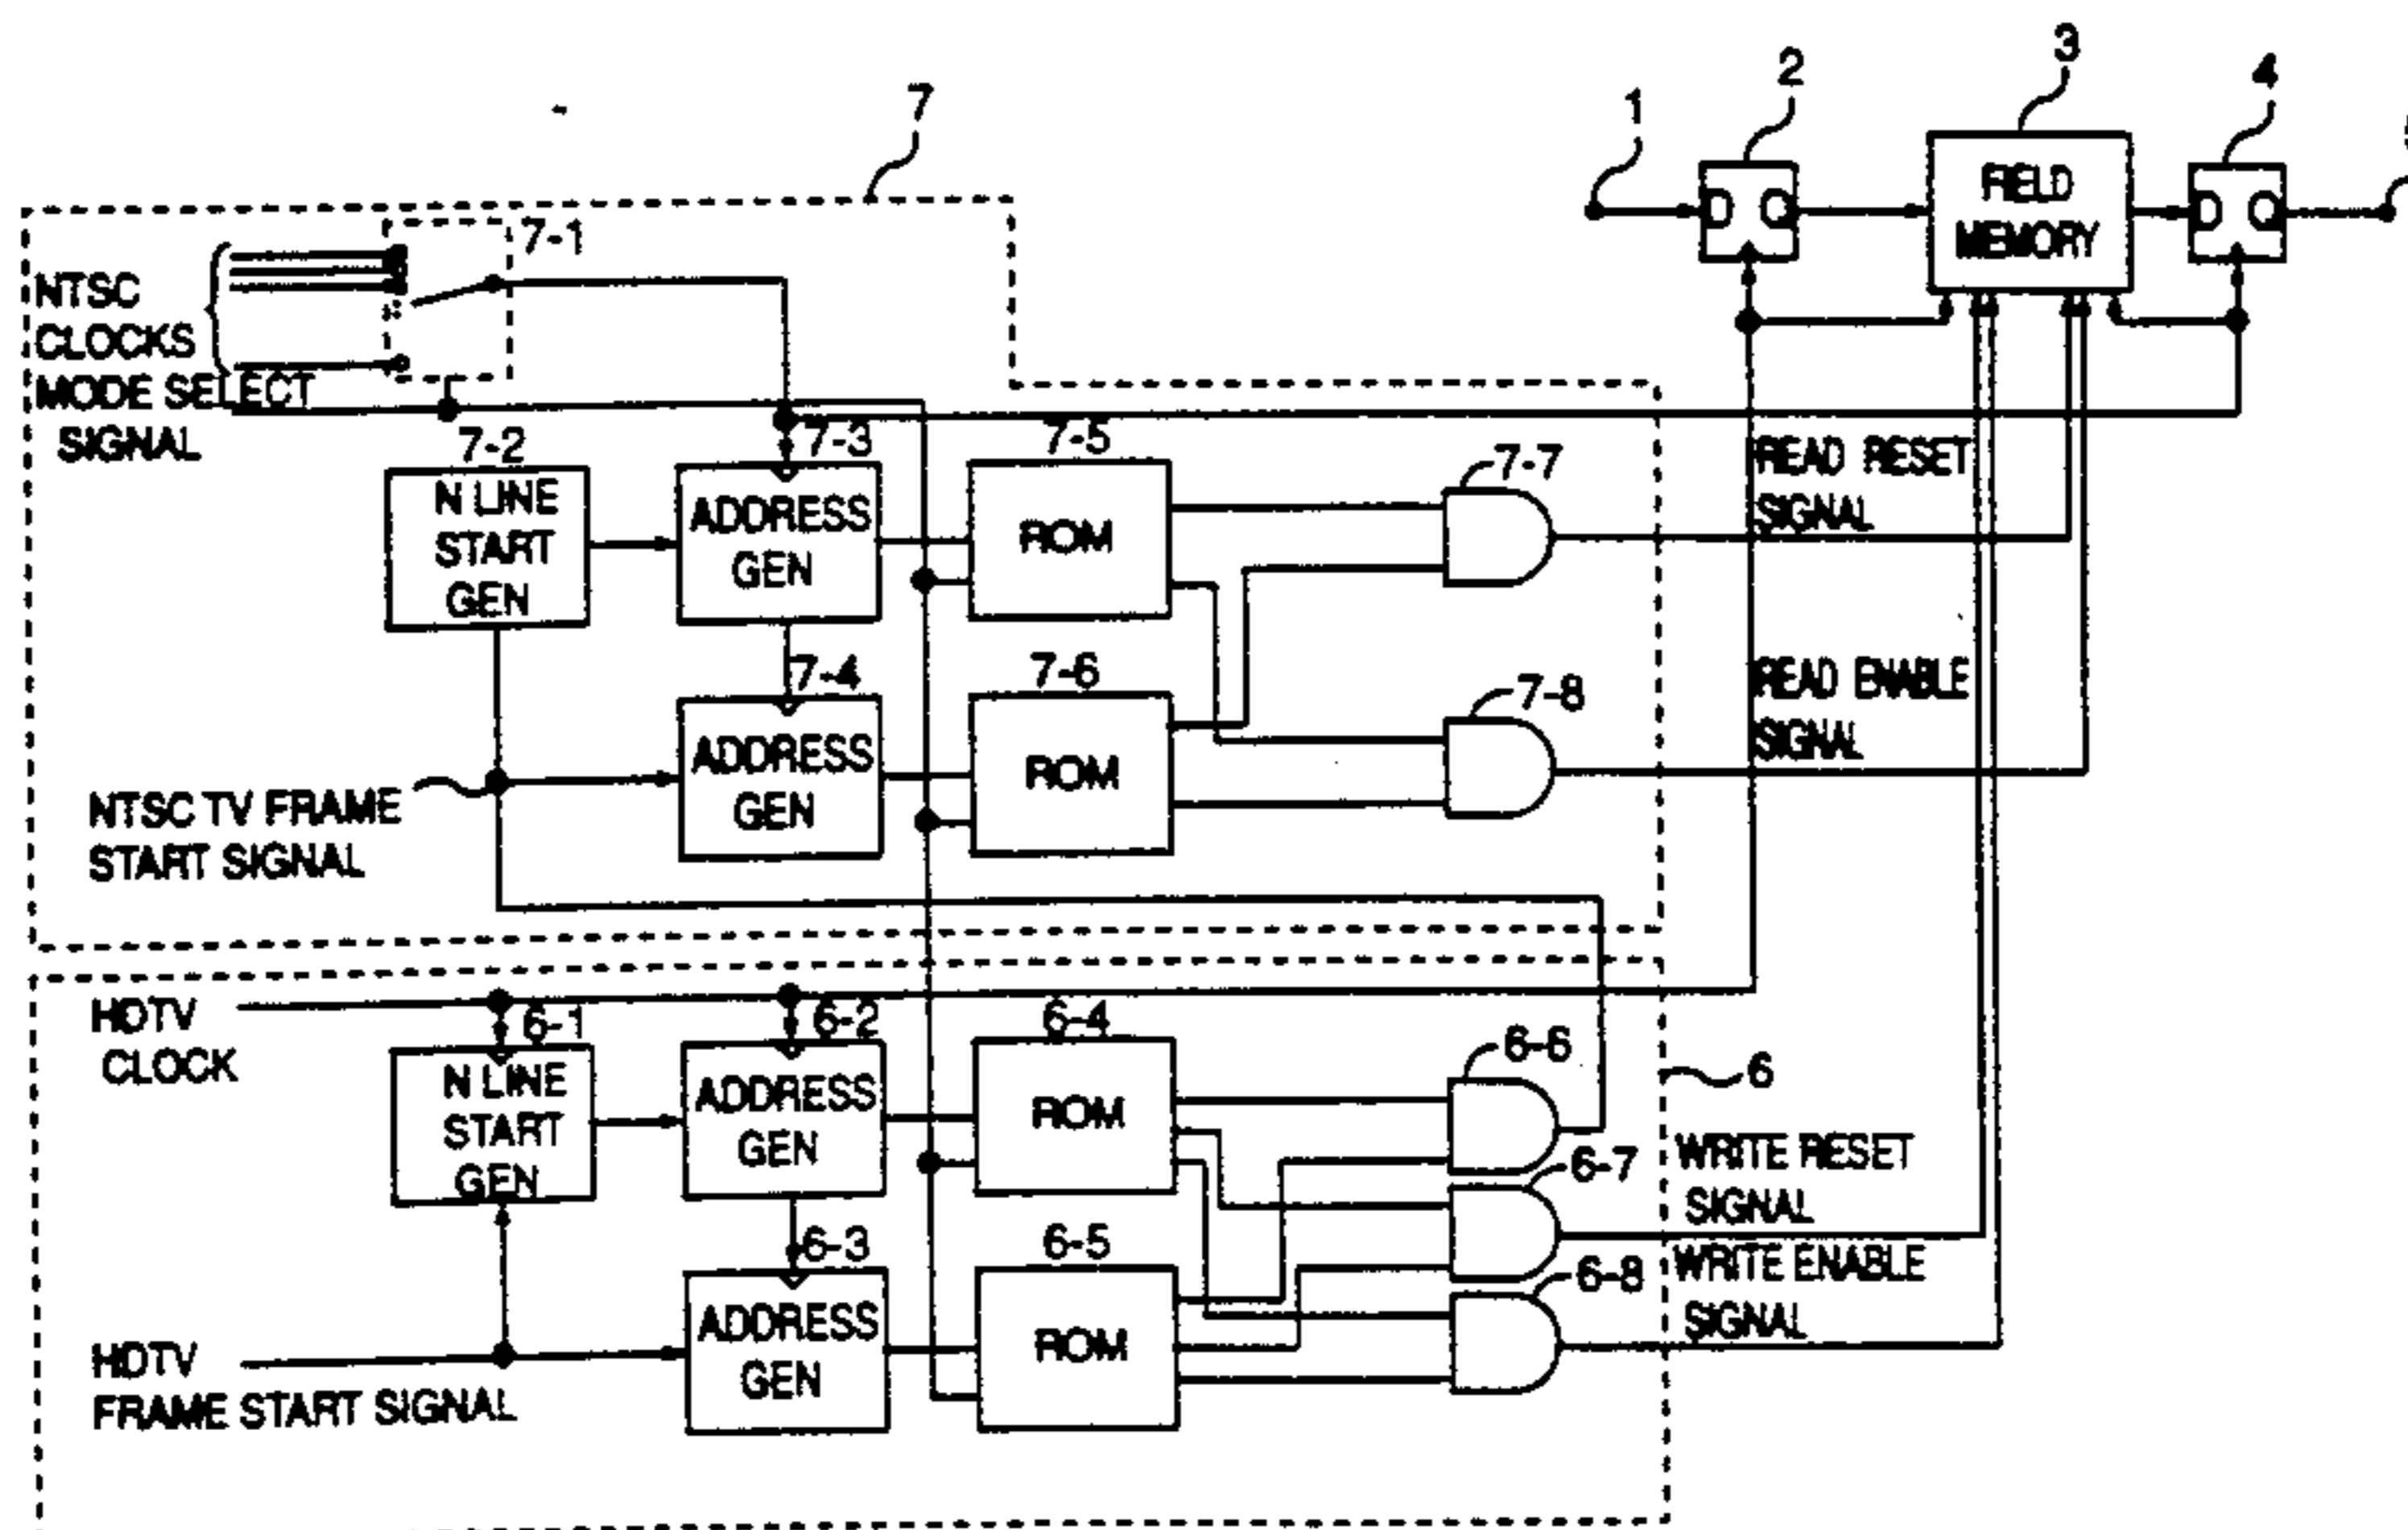 7
1
2
3
4
FIELD
MEMORY
D Q
D Q
7-1
NTSC
CLOCKS
MODE SELECT
SIGNAL
7-2
7-3
7-5
7-7
N LINE
START
GEN
ADDRESS
GEN
ROM
READ RESET
SIGNAL
7-4
7-6
7-8
ADDRESS
GEN
ROM
READ ENABLE
SIGNAL
NTSC TV FRAME
START SIGNAL
HDTV
CLOCK
6-1
6-2
6-4
6-6
6
N LINE
START
GEN
ADDRESS
GEN
ROM
6-7
WRITE RESET
SIGNAL
6-3
6-5
6-8
WRITE ENABLE
SIGNAL
ADDRESS
GEN
ROM
HDTV
FRAME START SIGNAL